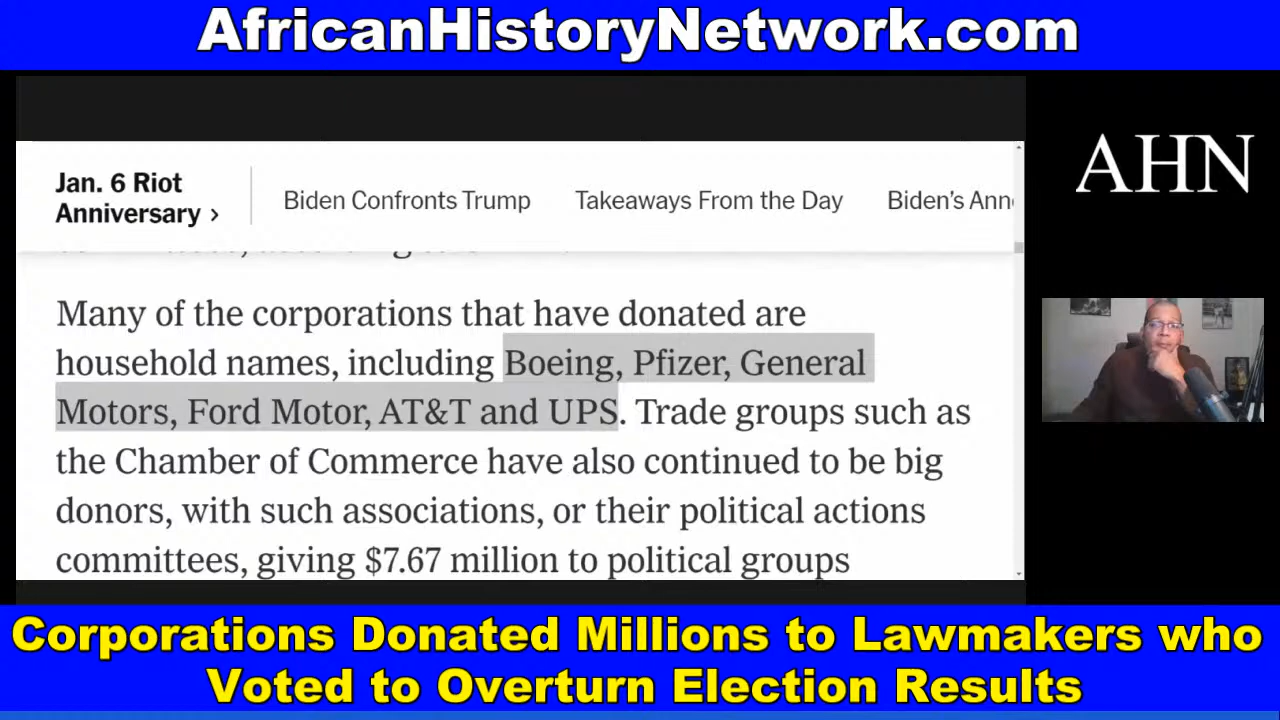 AfricanHistoryNetwork.com
AHN
Jan. 6 Riot
Anniversary ›
Biden Confronts Trump
Takeaways From the Day
Biden's
Many of the corporations that have donated are
household names, including Boeing, Pfizer, General
Motors, Ford Motor, AT&T and UPS. Trade groups such as
the Chamber of Commerce have also continued to be big
donors, with such associations, or their political actions
committees, giving $7.67 million to political groups
Corporations Donated Millions to Lawmakers who
Voted to Overturn Election Results